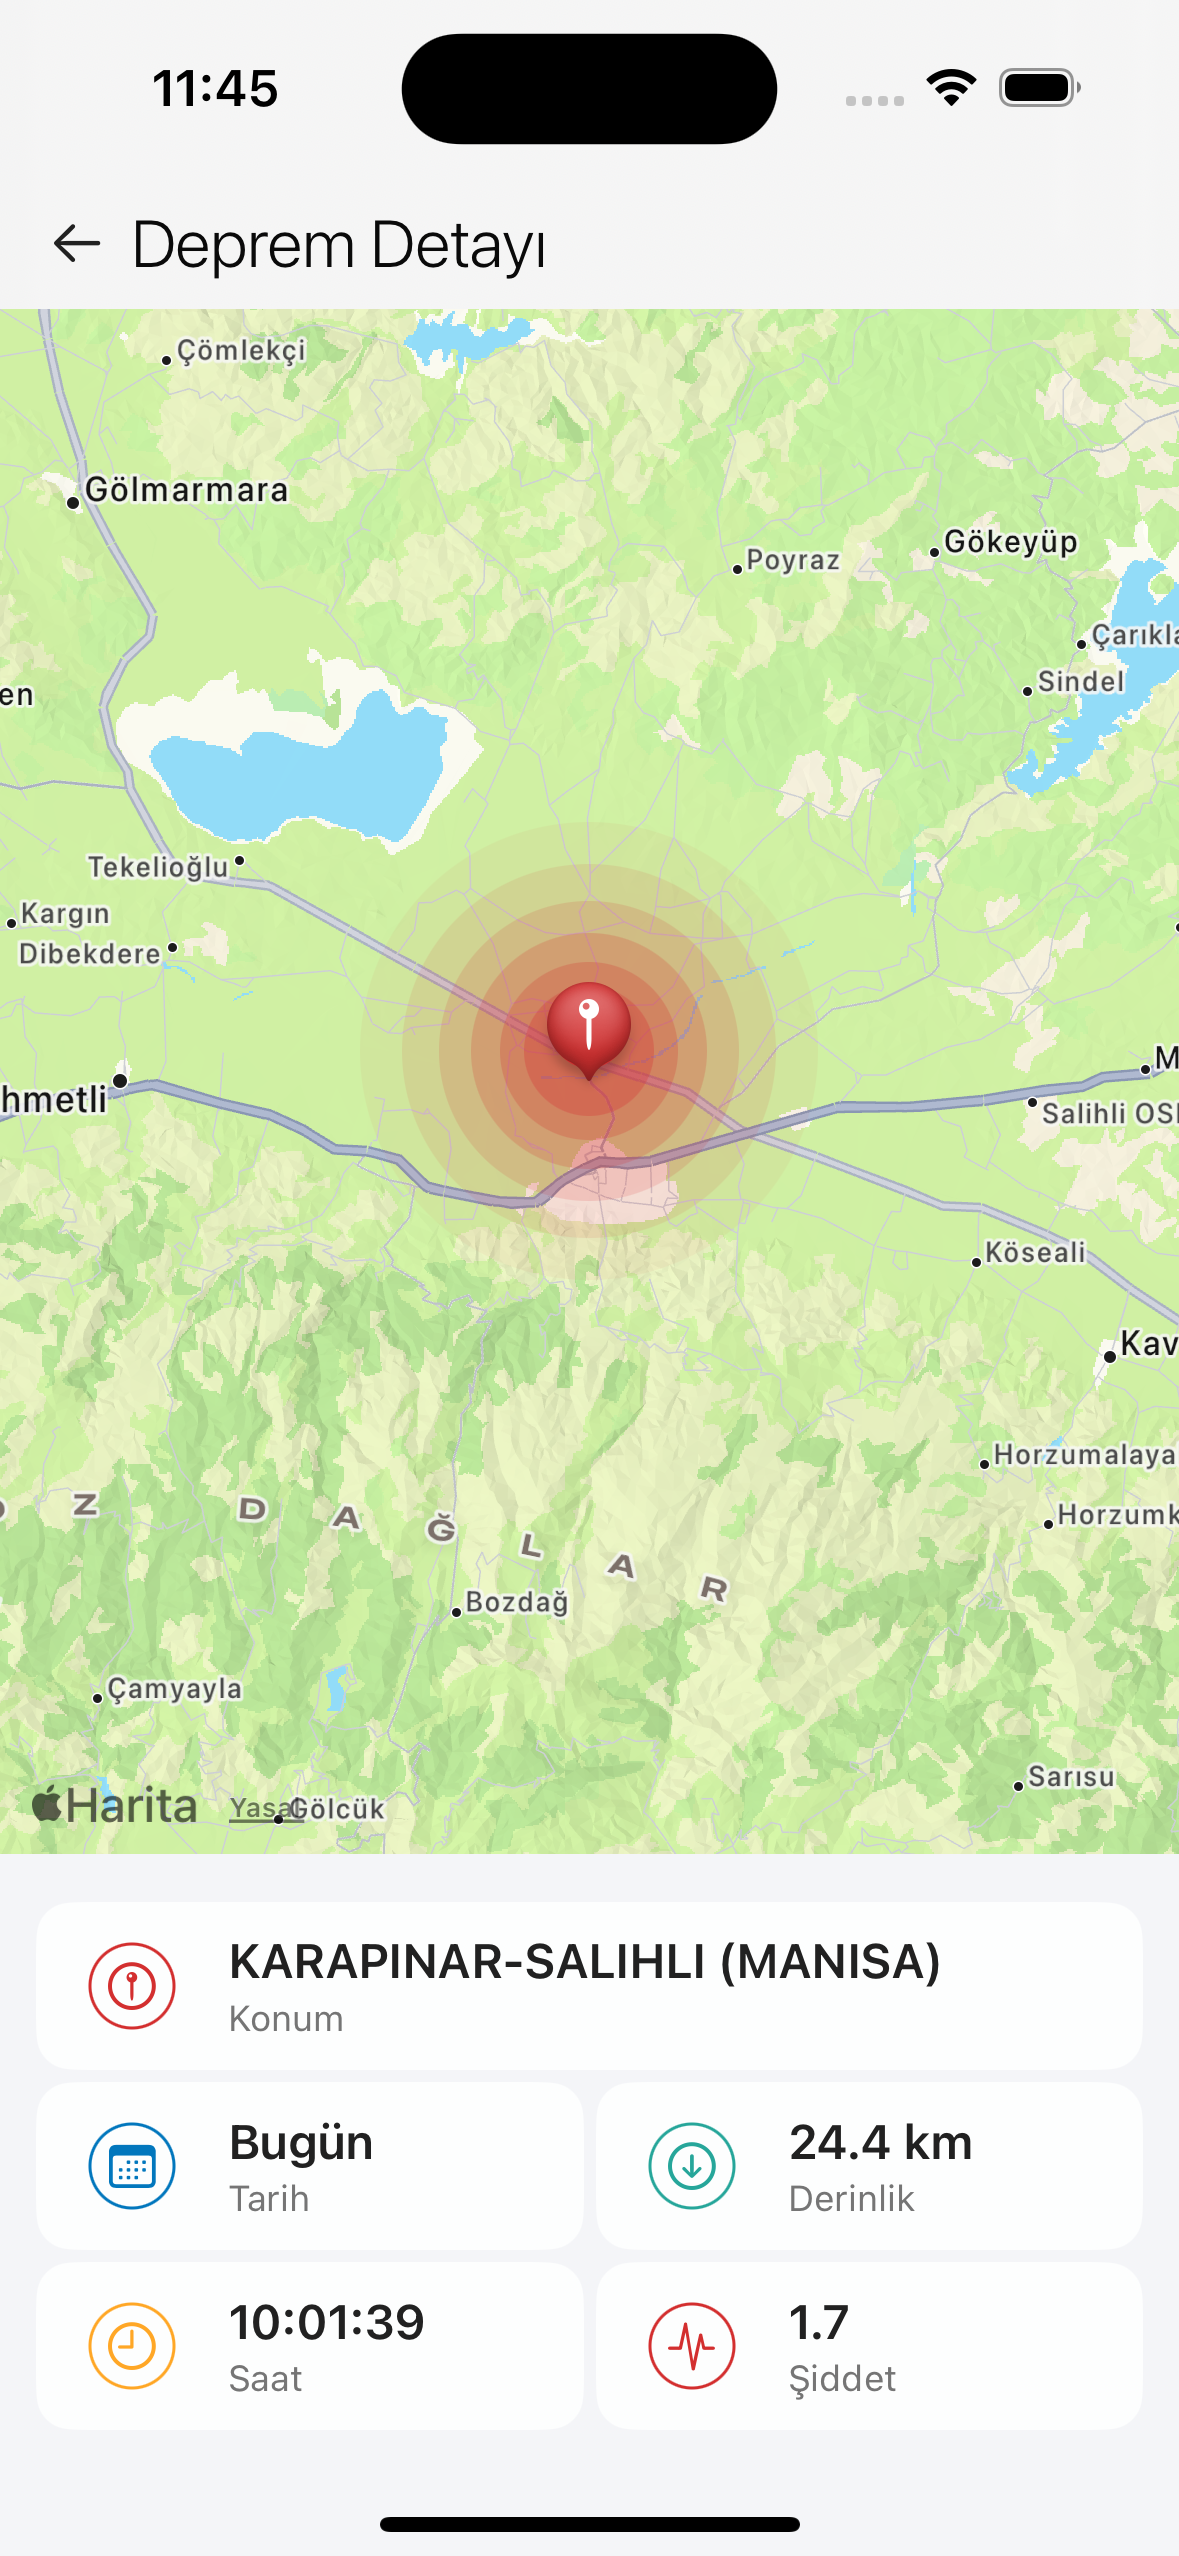 11:45
Deprem Detayı
Çömlekçi
Gölmarmara
Gökeyüp
Poyraz
Çarıkla
Sindel
en
Tekelioğlu
Kargın
Dibekdere
M
hmetli
Salihli OSI
Köseali
Kav
Horzumalaya
Horzumk
O Z D A Ğ L A R
Bozdağ
Çamyayla
Sarısu
Harita
Yasal
Gölcük
KARAPINAR-SALIHLI (MANISA)
Konum
Bugün
Tarih
24.4 km
Derinlik
10:01:39
Saat
1.7
Şiddet